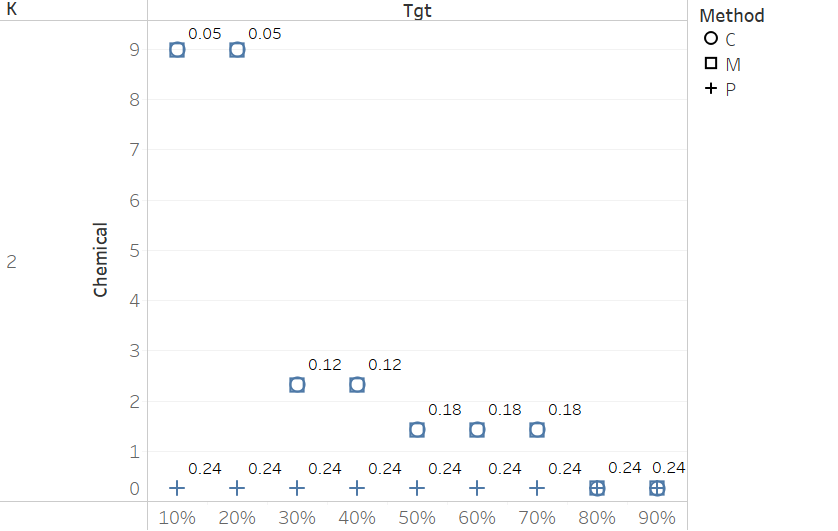 K
Tgt
Method
C
M
P
0.05 0.05
9
8
7
6
5
4
3
2
1
0
Chemical
2
0.12 0.12
0.18 0.18 0.18
0.24 0.24 0.24 0.24 0.24 0.24 0.24 0.24 0.24
10% 20% 30% 40% 50% 60% 70% 80% 90%